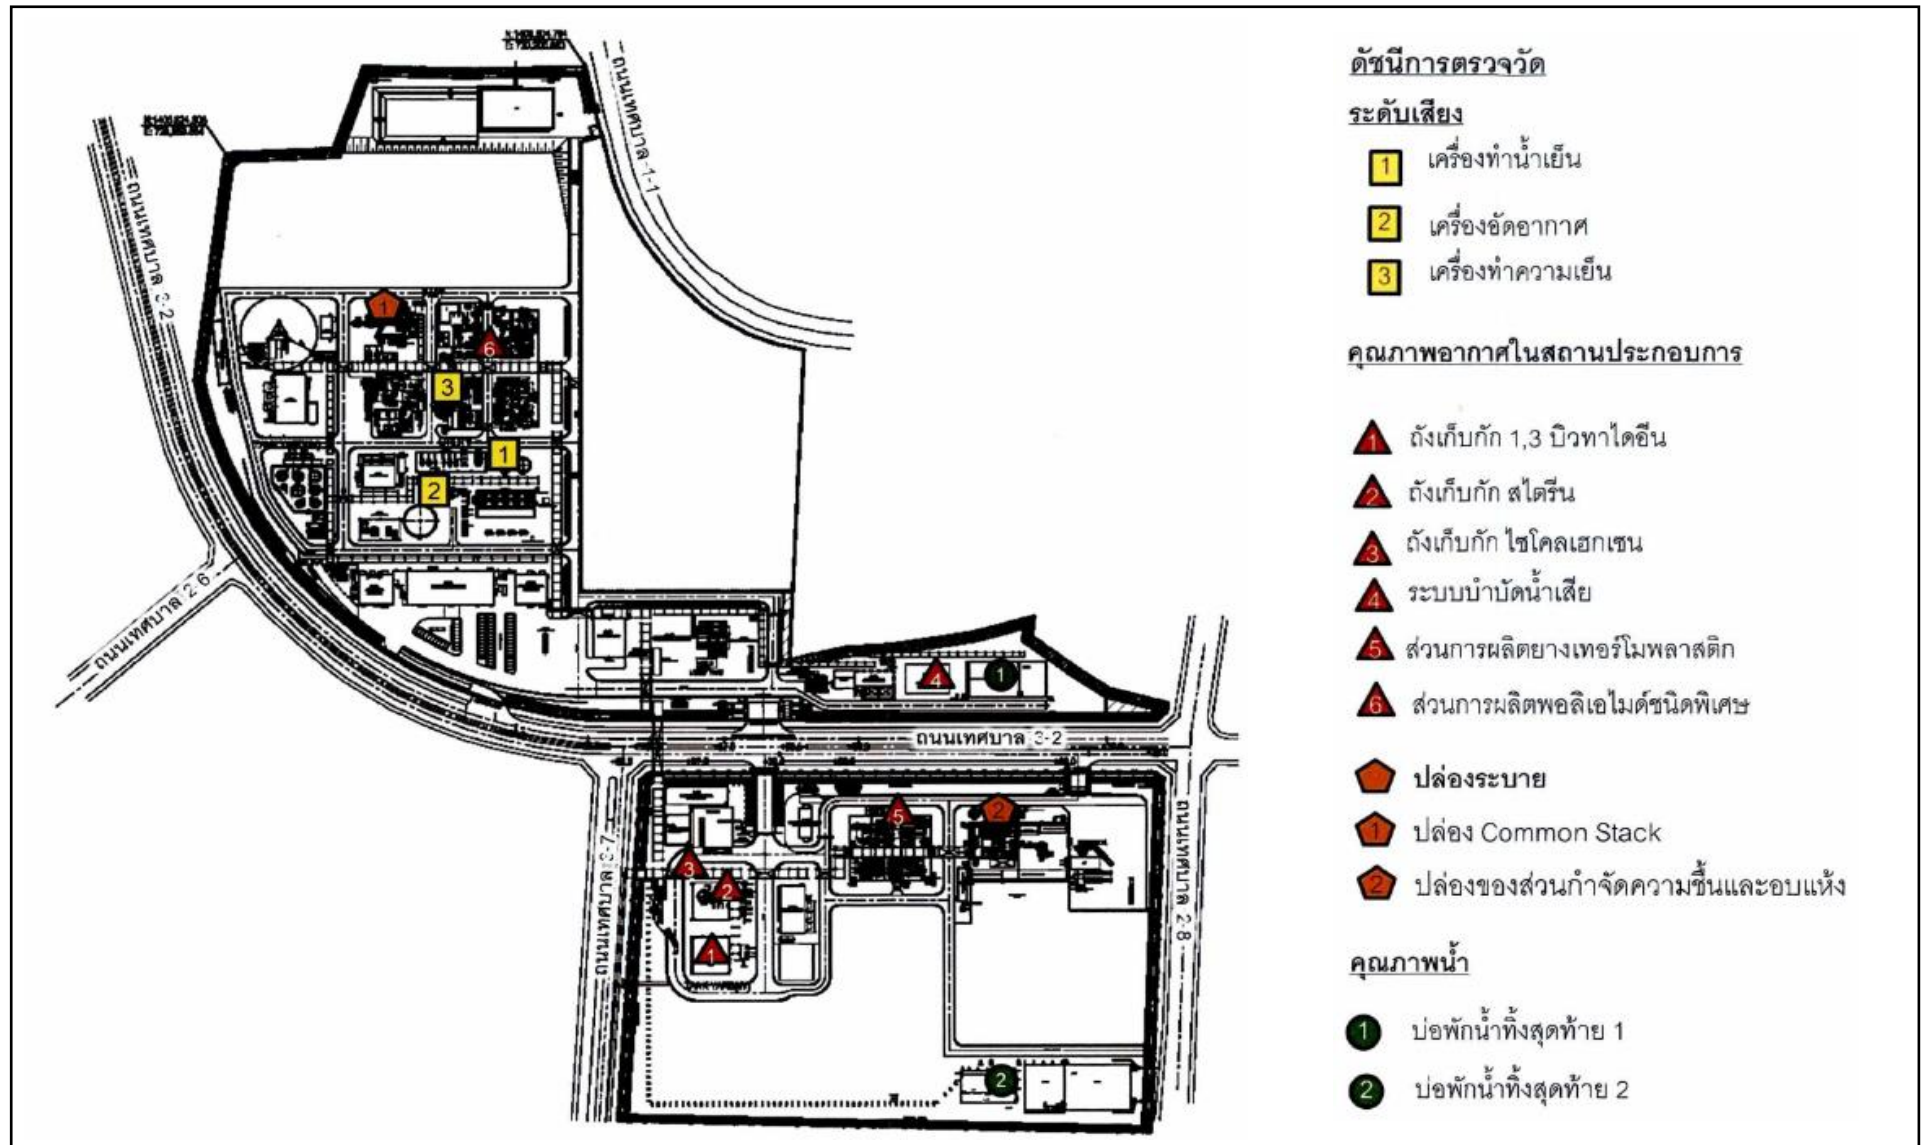 ถนนเทศบาล 1-1
ถนนเทศบาล 3-2
1
6
3
1
2
ถนนเทศบาล 2-6
4
1
ถนนเทศบาล 3-2
5
2
3
2
1
ถนนเทศบาล 3-7
ถนนเทศบาล 2-8
2
ดัชนีการตรวจวัด
ระดับเสียง
1 เครื่องทำน้ำเย็น
2 เครื่องอัดอากาศ
3 เครื่องทำความเย็น
คุณภาพอากาศในสถานประกอบการ
1 ถังเก็บกัก 1,3 บิวทาไดอีน
2 ถังเก็บกัก สไตรีน
3 ถังเก็บกัก ไซโคลเฮกเซน
4 ระบบบำบัดน้ำเสีย
5 ส่วนการผลิตยางเทอร์โมพลาสติก
6 ส่วนการผลิตพอลิเอไมด์ชนิดพิเศษ
ปล่องระบาย
1 ปล่อง Common Stack
2 ปล่องของส่วนกำจัดความชื้นและอบแห้ง
คุณภาพน้ำ
1 บ่อพักน้ำทิ้งสุดท้าย 1
2 บ่อพักน้ำทิ้งสุดท้าย 2